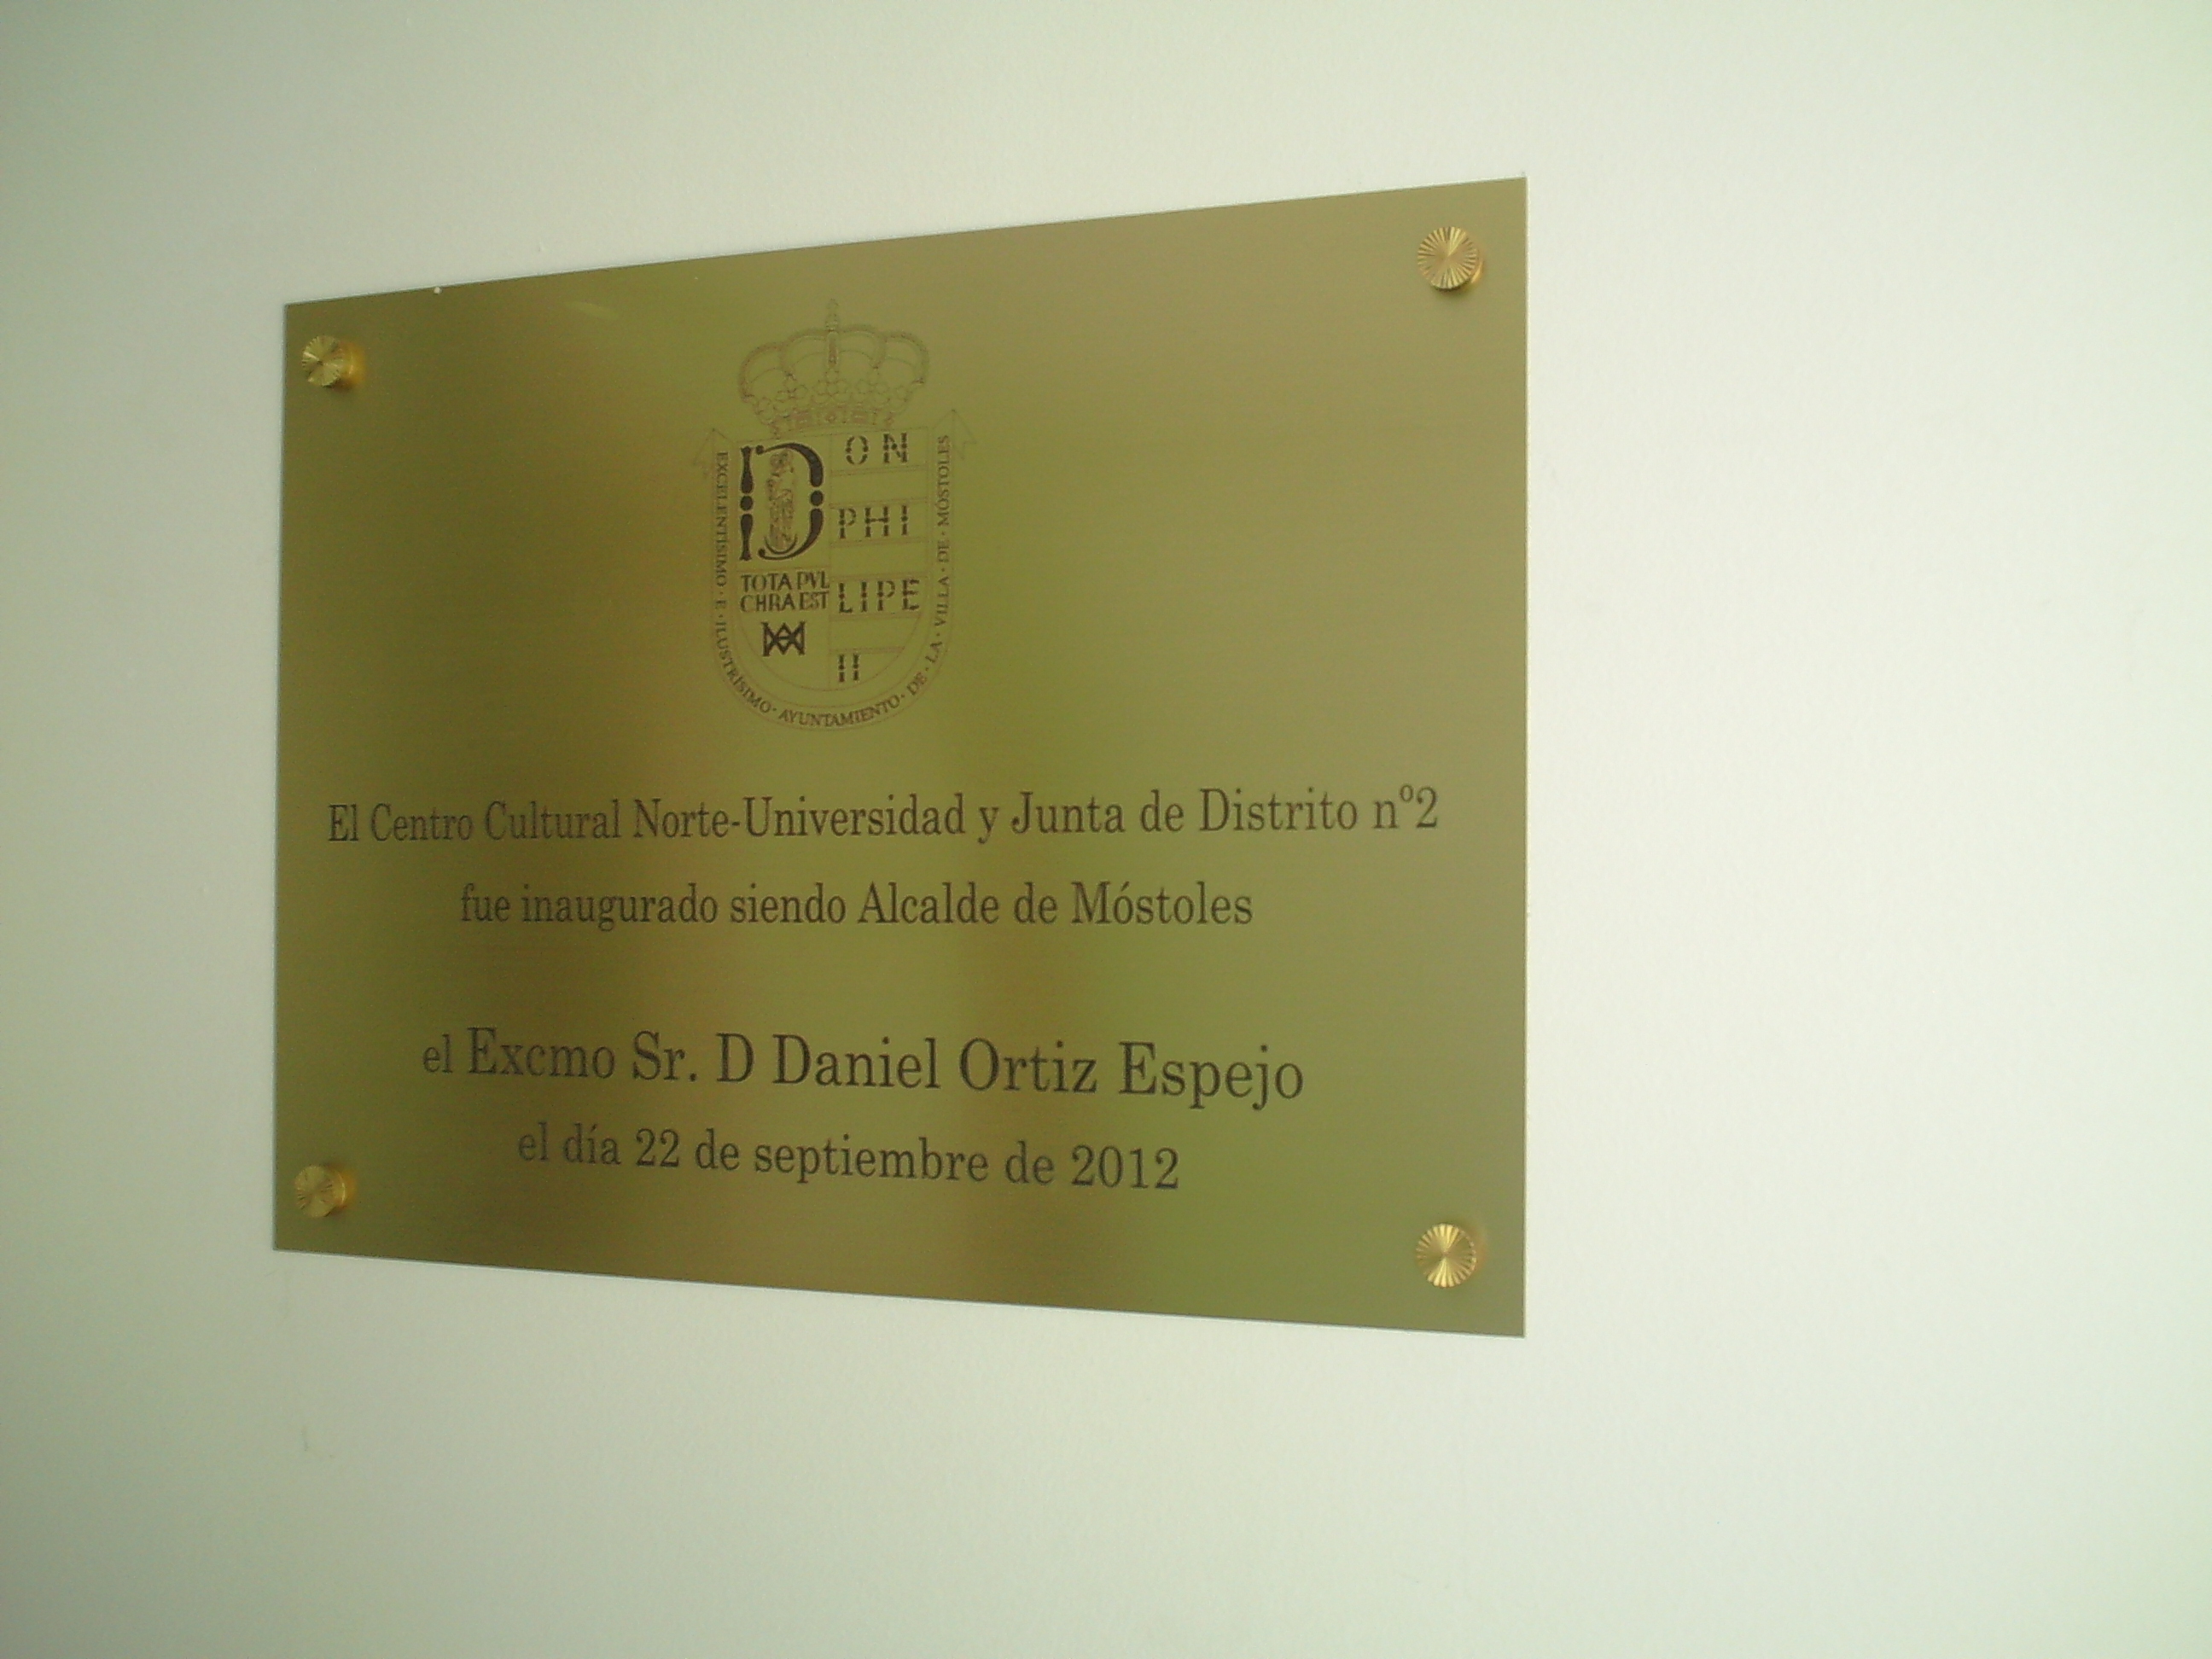 D ON
PHI
LIPE
II
TOTA PVL
CHRA EST
EXCELENTÍSIMO · E · ILUSTRÍSIMO · AYUNTAMIENTO · DE · LA · VILLA · DE · MÓSTOLES
El Centro Cultural Norte-Universidad y Junta de Distrito nº2
fue inaugurado siendo Alcalde de Móstoles
el Excmo Sr. D Daniel Ortiz Espejo
el día 22 de septiembre de 2012